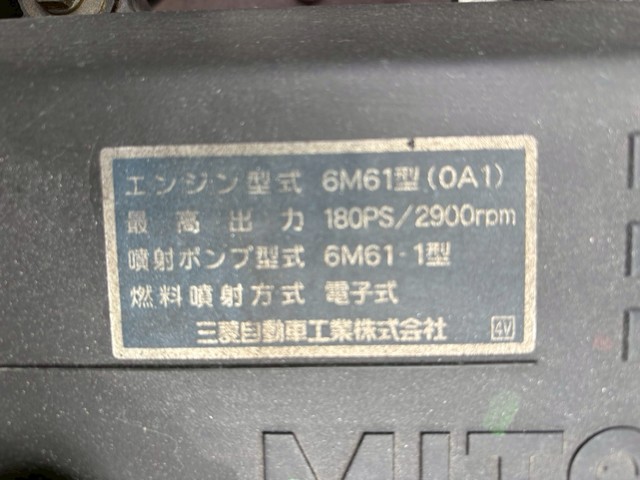 エンジン型式 6M61型(0A1)
最高出力 180PS/2900rpm
噴射ポンプ型式 6M61-1型
燃料噴射方式 電子式
三菱自動車工業株式会社 4V
MIT